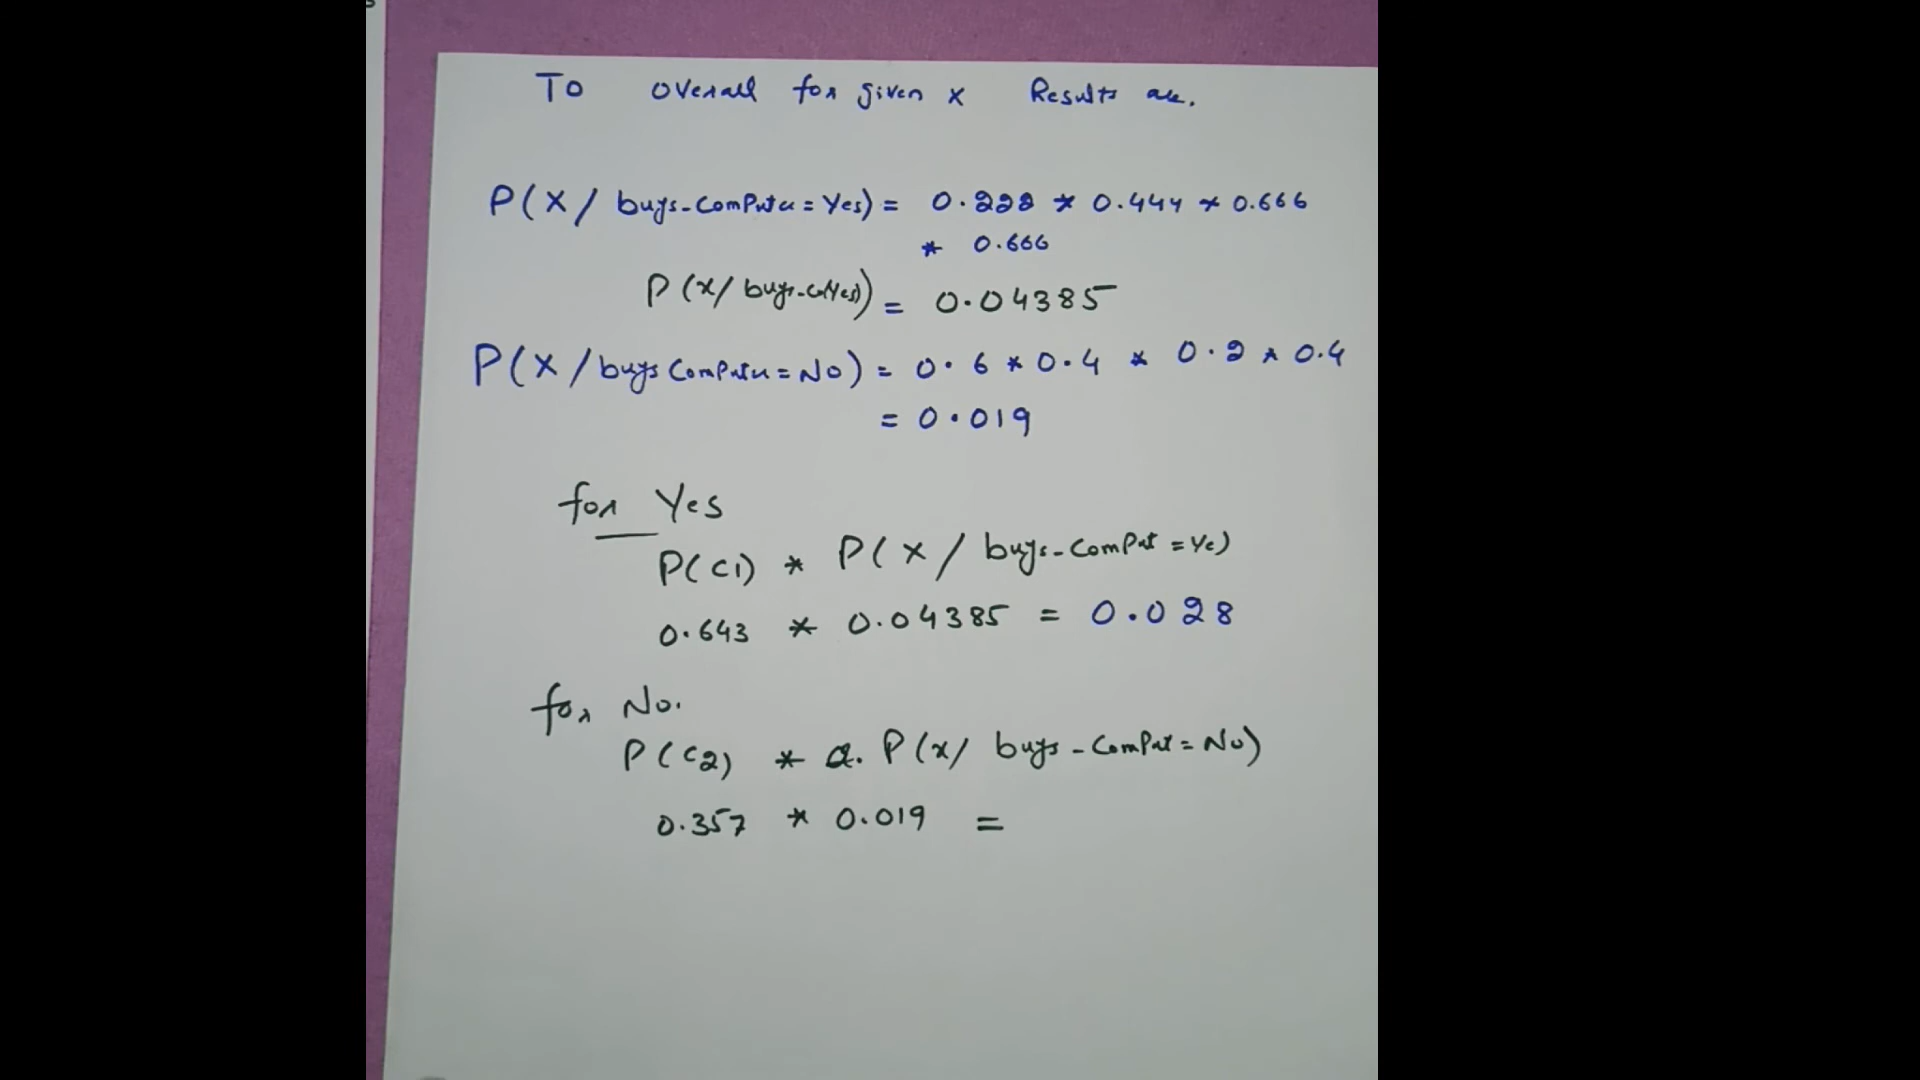 To overall for given x Results are.
P(X/ buys-computer = Yes) = 0.222 * 0.444 * 0.666
* 0.666
P(x/ buys-c(Yes)) = 0.04385
P(X/buys Computer = No) = 0.6 * 0.4 * 0.2 * 0.4
= 0.019
for Yes
P(C1) * P(X/ buys-comput = Ye)
0.643 * 0.04385 = 0.028
for No.
P(C2) * P(x/ buys-comput = No)
0.357 * 0.019 =